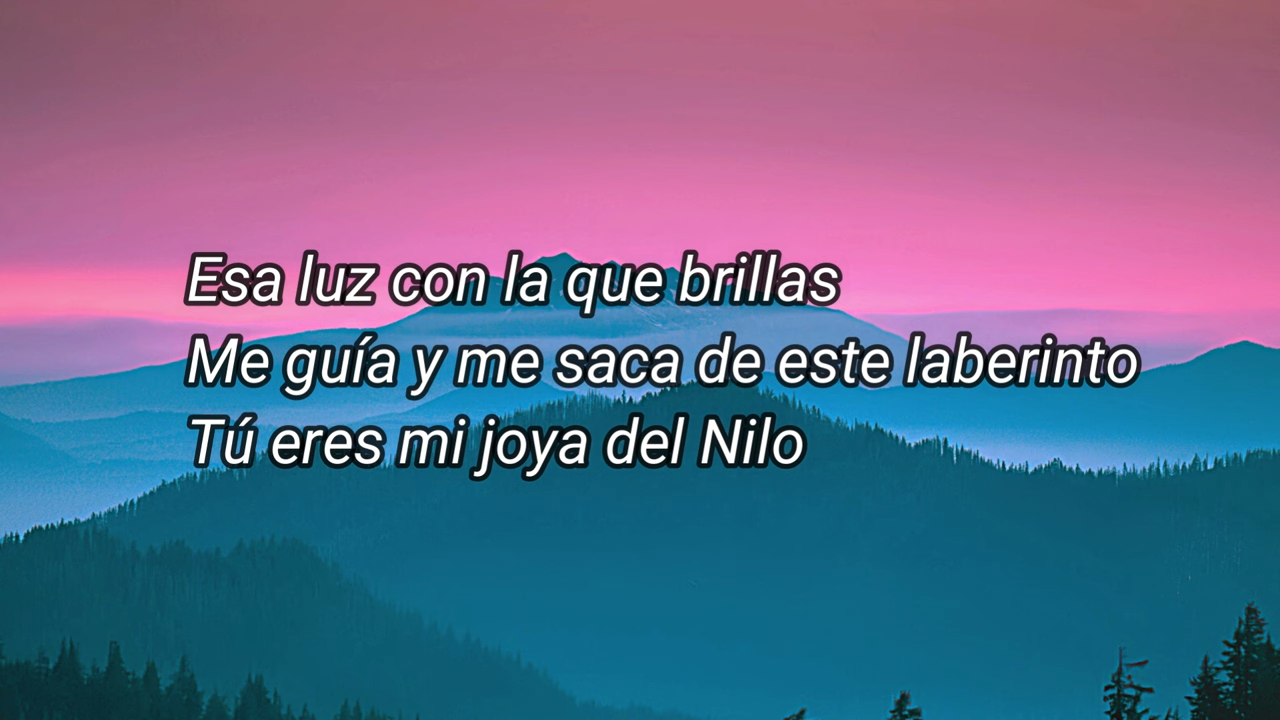 Esa luz con la que brillas
Me guía y me saca de este laberinto
Tú eres mi joya del Nilo